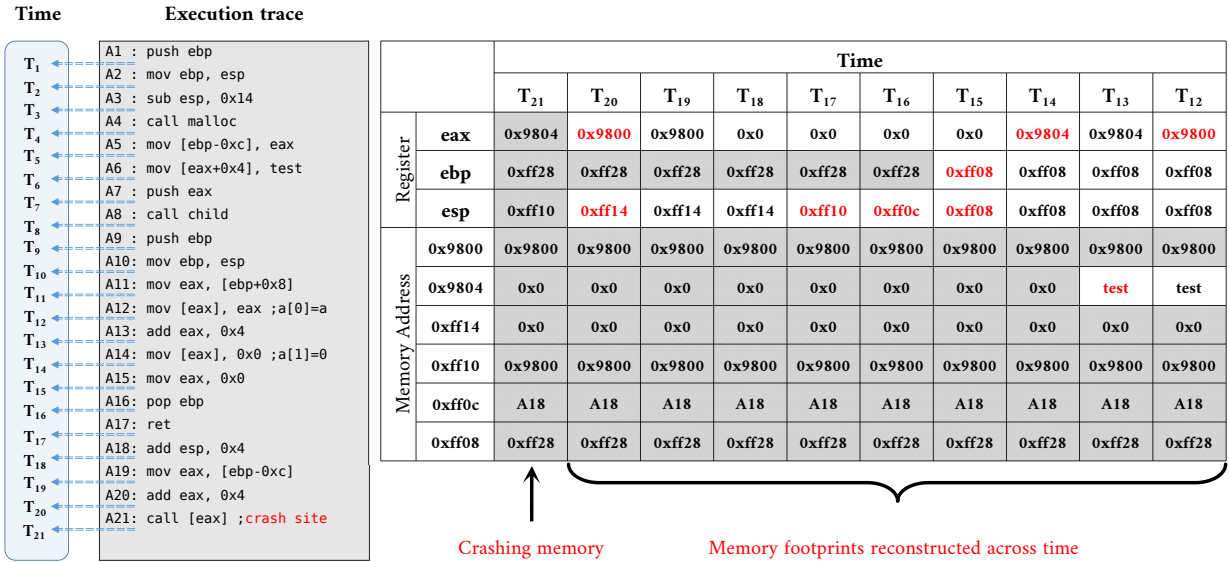 Time Execution trace
T1
T2
T3
T4
T5
T6
T7
T8
T9
T10
T11
T12
T13
T14
T15
T16
T17
T18
T19
T20
T21
A1 : push ebp
A2 : mov ebp, esp
A3 : sub esp, 0x14
A4 : call malloc
A5 : mov [ebp-0xc], eax
A6 : mov [eax+0x4], test
A7 : push eax
A8 : call child
A9 : push ebp
A10: mov ebp, esp
A11: mov eax, [ebp+0x8]
A12: mov [eax], eax ;a[0]=a
A13: add eax, 0x4
A14: mov [eax], 0x0 ;a[1]=0
A15: mov eax, 0x0
A16: pop ebp
A17: ret
A18: add esp, 0x4
A19: mov eax, [ebp-0xc]
A20: add eax, 0x4
A21: call [eax] ;crash site
Time
T21 T20 T19 T18 T17 T16 T15 T14 T13 T12
Register
eax 0x9804 0x9800 0x9800 0x0 0x0 0x0 0x0 0x9804 0x9804 0x9800
ebp 0xff28 0xff28 0xff28 0xff28 0xff28 0xff28 0xff08 0xff08 0xff08 0xff08
esp 0xff10 0xff14 0xff14 0xff14 0xff10 0xff0c 0xff08 0xff08 0xff08 0xff08
Memory Address
0x9800 0x9800 0x9800 0x9800 0x9800 0x9800 0x9800 0x9800 0x9800 0x9800 0x9800
0x9804 0x0 0x0 0x0 0x0 0x0 0x0 0x0 0x0 test test
0xff14 0x0 0x0 0x0 0x0 0x0 0x0 0x0 0x0 0x0 0x0
0xff10 0x9800 0x9800 0x9800 0x9800 0x9800 0x9800 0x9800 0x9800 0x9800 0x9800
0xff0c A18 A18 A18 A18 A18 A18 A18 A18 A18 A18
0xff08 0xff28 0xff28 0xff28 0xff28 0xff28 0xff28 0xff28 0xff28 0xff28 0xff28
Crashing memory Memory footprints reconstructed across time